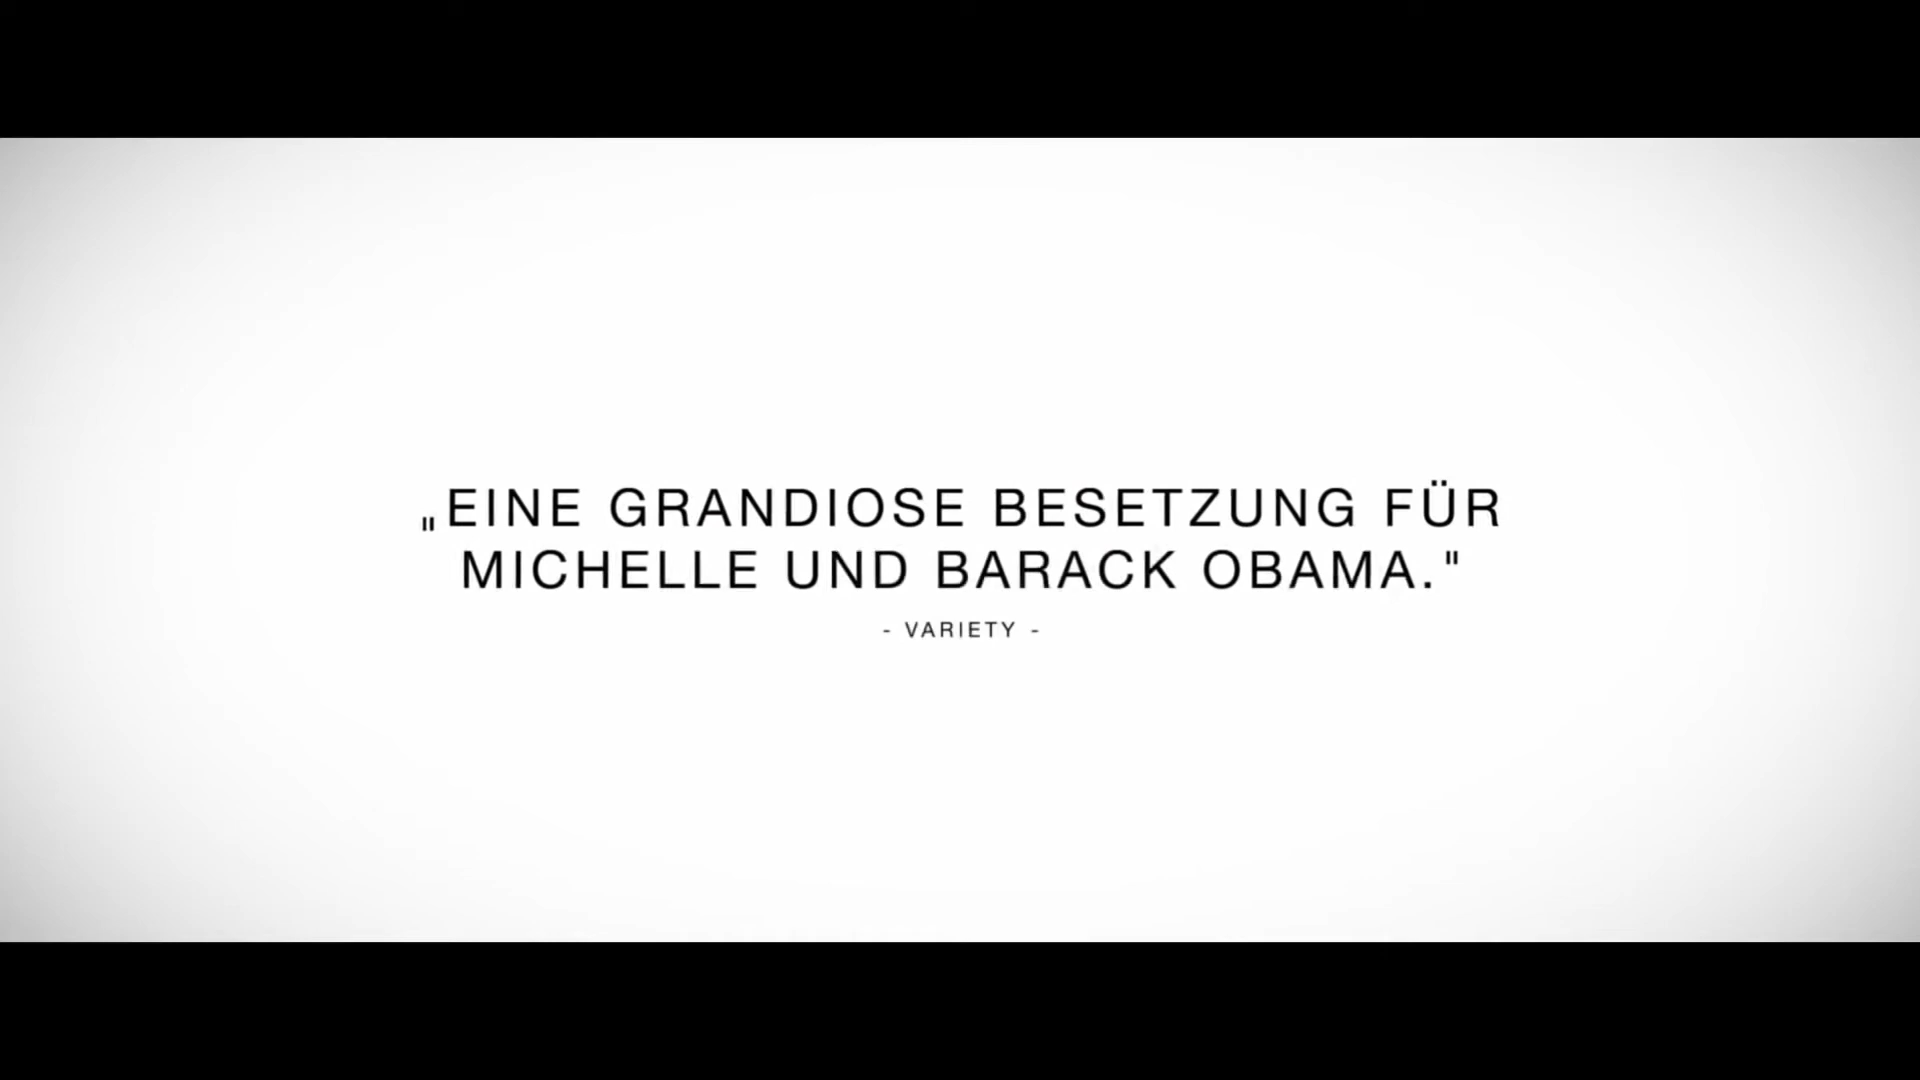 „EINE GRANDIOSE BESETZUNG FÜR
MICHELLE UND BARACK OBAMA."
- VARIETY -